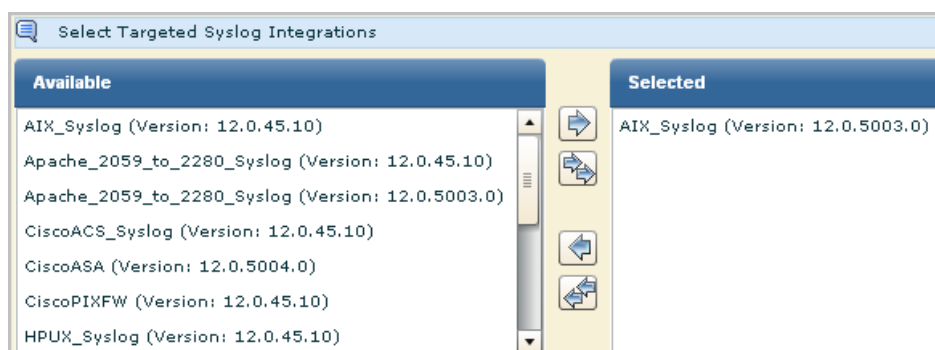 Select Targeted Syslog Integrations
Available
AIX_Syslog (Version: 12.0.45.10)
Apache_2059_to_2280_Syslog (Version: 12.0.45.10)
Apache_2059_to_2280_Syslog (Version: 12.0.5003.0)
CiscoACS_Syslog (Version: 12.0.45.10)
CiscoASA (Version: 12.0.5004.0)
CiscoPIXFW (Version: 12.0.45.10)
HPUX_Syslog (Version: 12.0.45.10)
Selected
AIX_Syslog (Version: 12.0.5003.0)